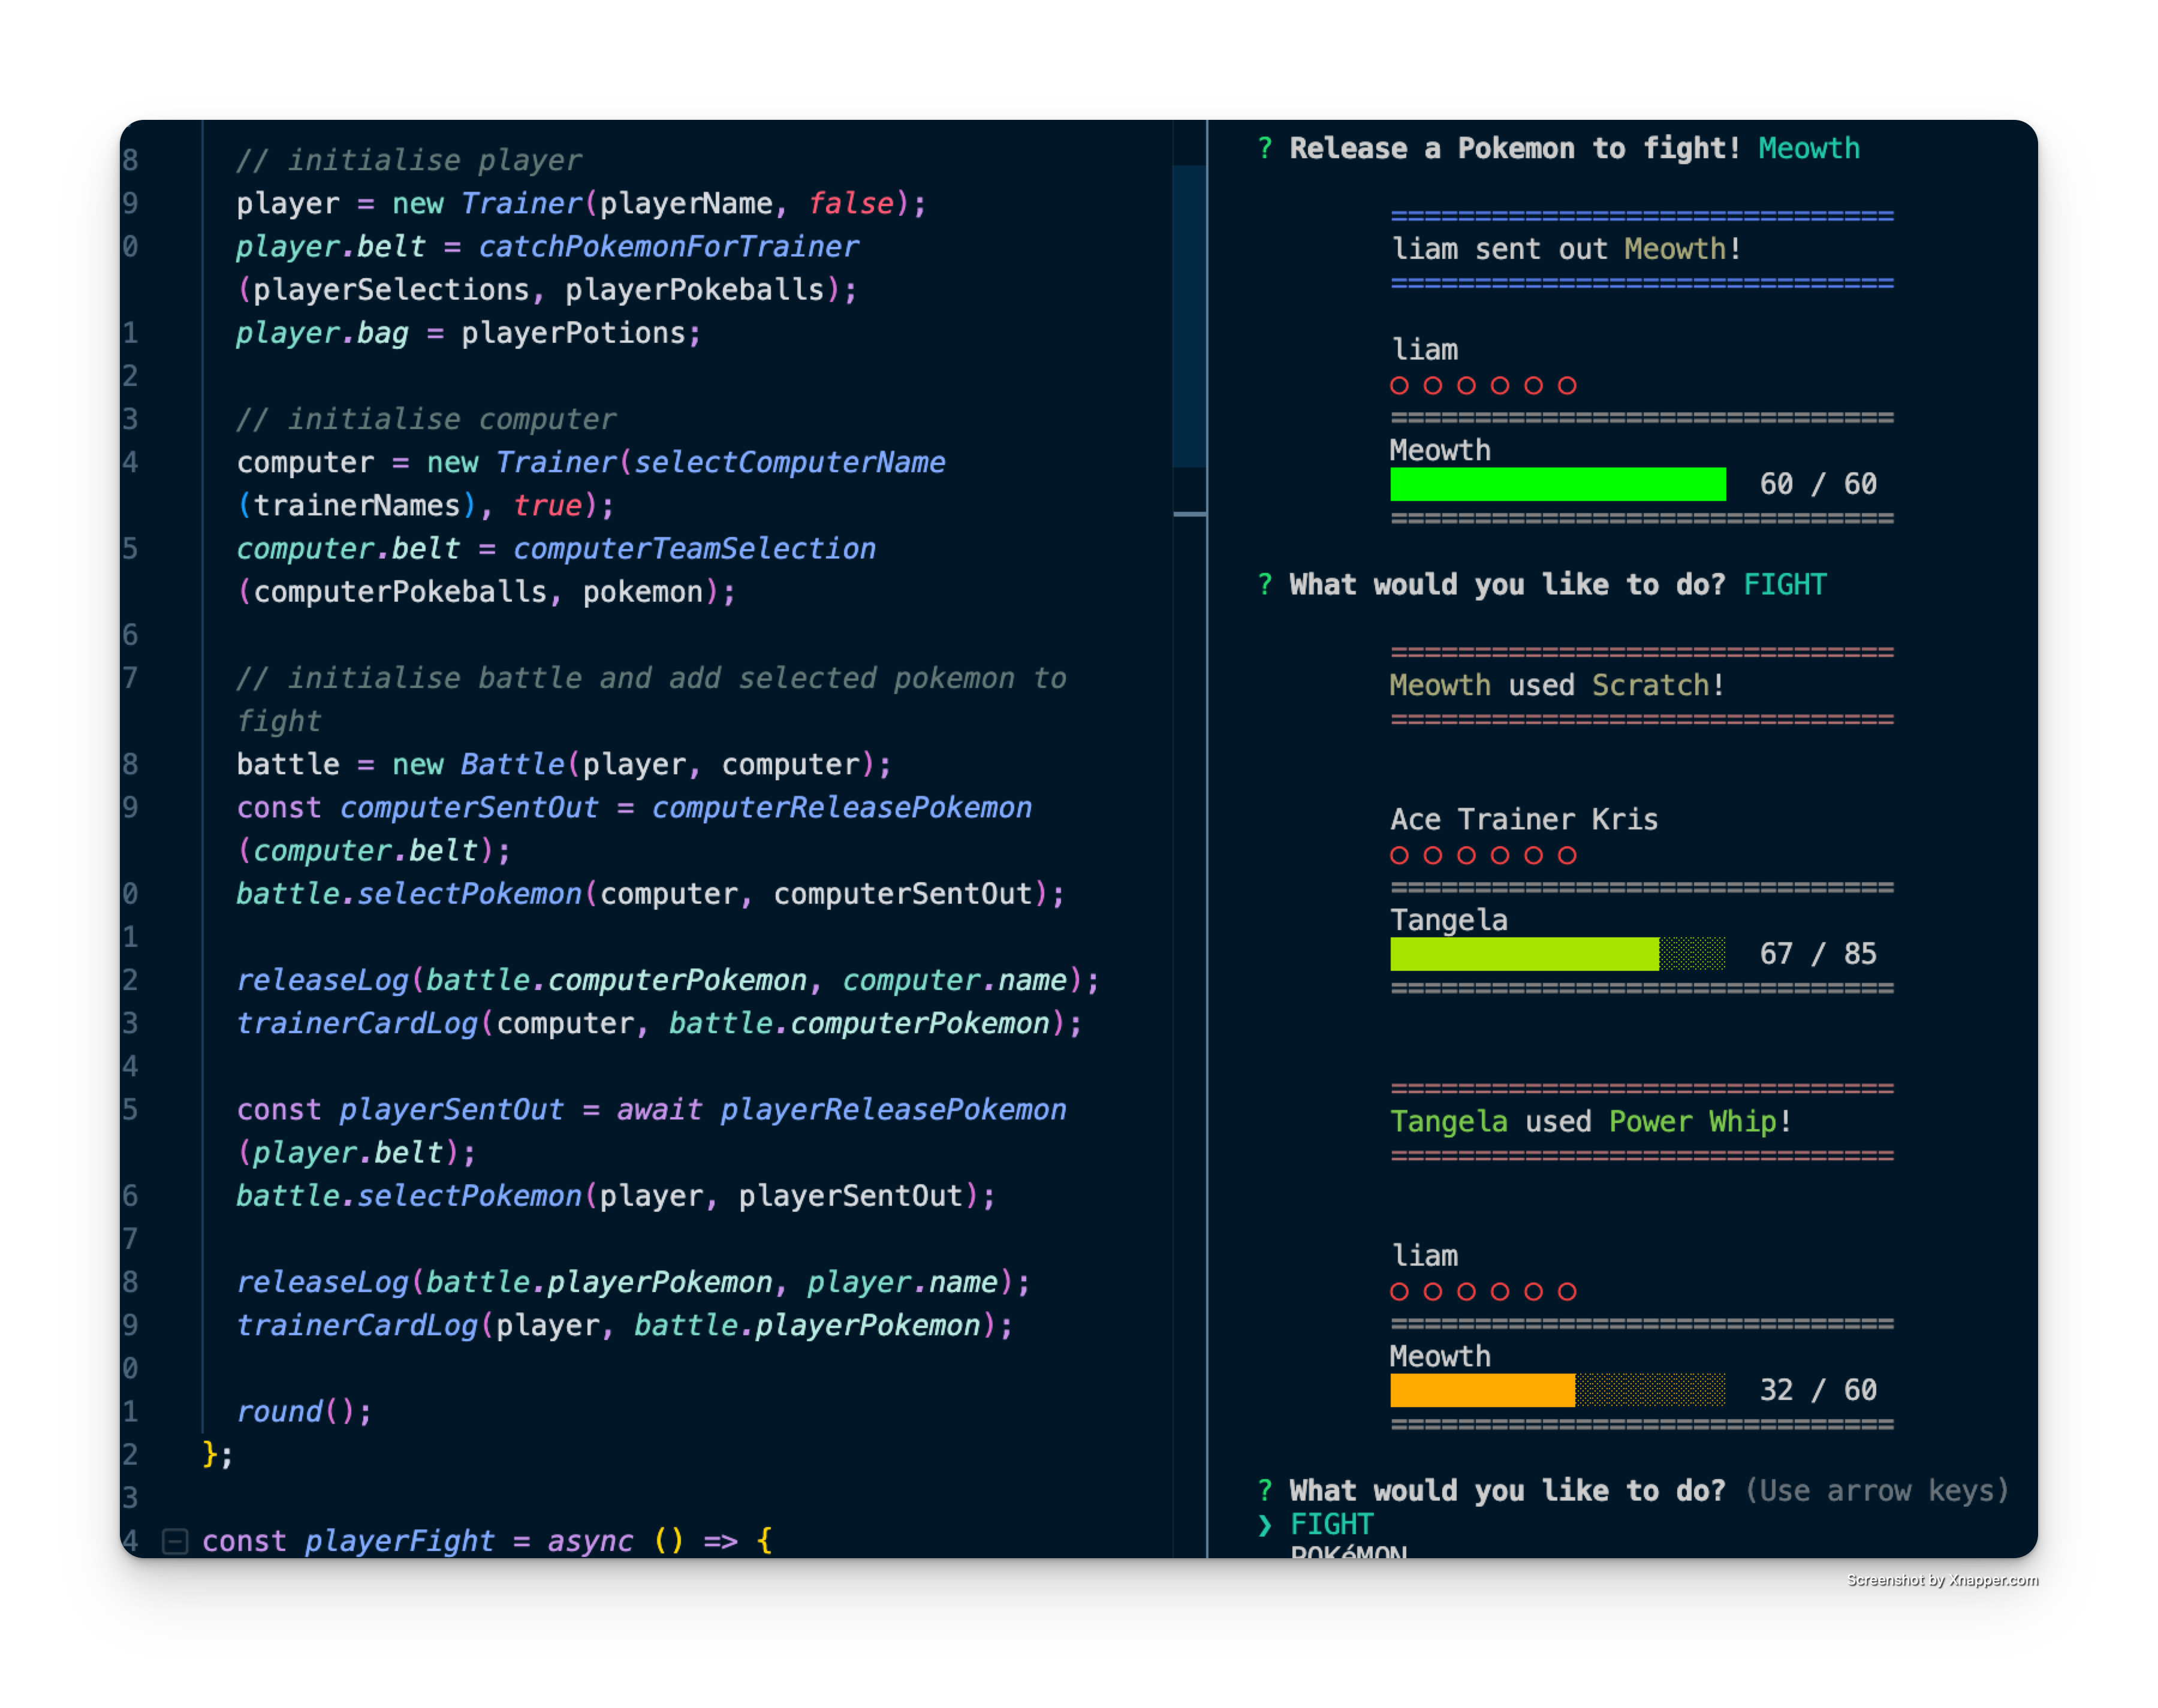 8 // initialise player
9 player = new Trainer(playerName, false);
0 player.belt = catchPokemonForTrainer
(playerSelections, playerPokeballs);
1 player.bag = playerPotions;
2
3 // initialise computer
4 computer = new Trainer(selectComputerName
(trainerNames), true);
5 computer.belt = computerTeamSelection
(computerPokeballs, pokemon);
6
7 // initialise battle and add selected pokemon to
fight
8 battle = new Battle(player, computer);
9 const computerSentOut = computerReleasePokemon
(computer.belt);
0 battle.selectPokemon(computer, computerSentOut);
1
2 releaseLog(battle.computerPokemon, computer.name);
3 trainerCardLog(computer, battle.computerPokemon);
4
5 const playerSentOut = await playerReleasePokemon
(player.belt);
6 battle.selectPokemon(player, playerSentOut);
7
8 releaseLog(battle.playerPokemon, player.name);
9 trainerCardLog(player, battle.playerPokemon);
0
1 round();
2 };
3
4 const playerFight = async () => {
? Release a Pokemon to fight! Meowth
==============================
liam sent out Meowth!
==============================
liam
○ ○ ○ ○ ○ ○
==============================
Meowth
60 / 60
==============================
? What would you like to do? FIGHT
==============================
Meowth used Scratch!
==============================
Ace Trainer Kris
○ ○ ○ ○ ○ ○
==============================
Tangela
67 / 85
==============================
==============================
Tangela used Power Whip!
==============================
liam
○ ○ ○ ○ ○ ○
==============================
Meowth
32 / 60
==============================
? What would you like to do? (Use arrow keys)
❯ FIGHT
POKéMON
Screenshot by Xnapper.com